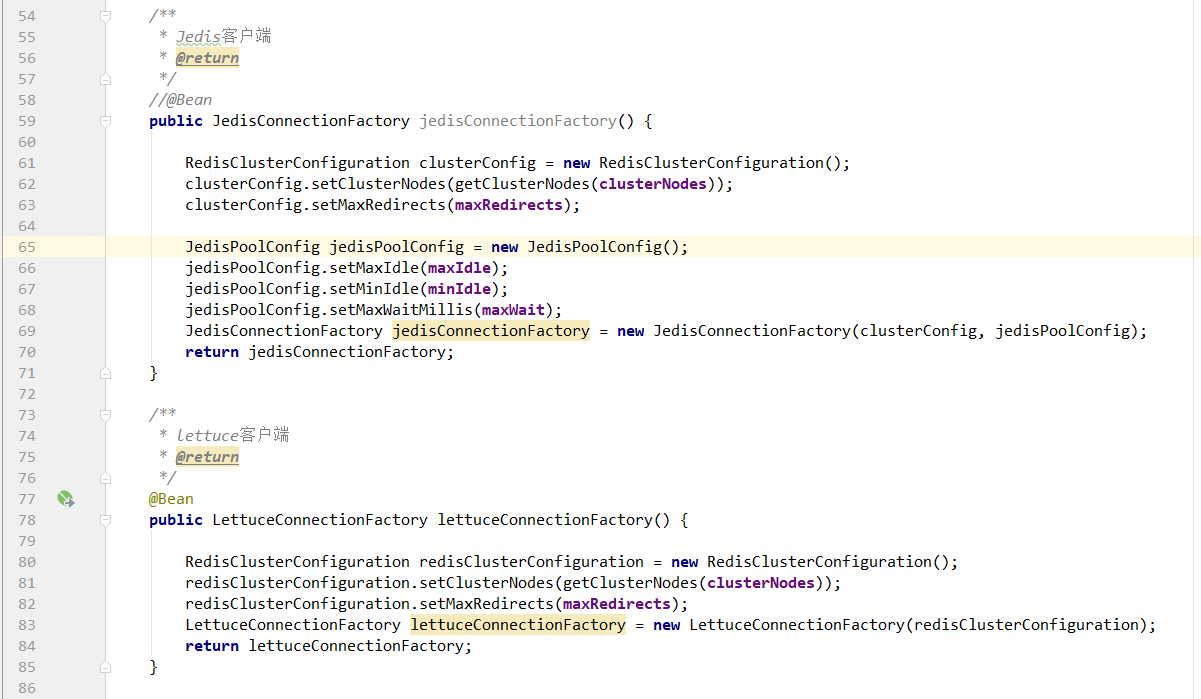 54 /**
55 * Jedis客户端
56 * @return
57 */
58 //@Bean
59 public JedisConnectionFactory jedisConnectionFactory() {
60
61 RedisClusterConfiguration clusterConfig = new RedisClusterConfiguration();
62 clusterConfig.setClusterNodes(getClusterNodes(clusterNodes));
63 clusterConfig.setMaxRedirects(maxRedirects);
64
65 JedisPoolConfig jedisPoolConfig = new JedisPoolConfig();
66 jedisPoolConfig.setMaxIdle(maxIdle);
67 jedisPoolConfig.setMinIdle(minIdle);
68 jedisPoolConfig.setMaxWaitMillis(maxWait);
69 JedisConnectionFactory jedisConnectionFactory = new JedisConnectionFactory(clusterConfig, jedisPoolConfig);
70 return jedisConnectionFactory;
71 }
72
73 /**
74 * Lettuce客户端
75 * @return
76 */
77 @Bean
78 public LettuceConnectionFactory lettuceConnectionFactory() {
79
80 RedisClusterConfiguration redisClusterConfiguration = new RedisClusterConfiguration();
81 redisClusterConfiguration.setClusterNodes(getClusterNodes(clusterNodes));
82 redisClusterConfiguration.setMaxRedirects(maxRedirects);
83 LettuceConnectionFactory lettuceConnectionFactory = new LettuceConnectionFactory(redisClusterConfiguration);
84 return lettuceConnectionFactory;
85 }
86